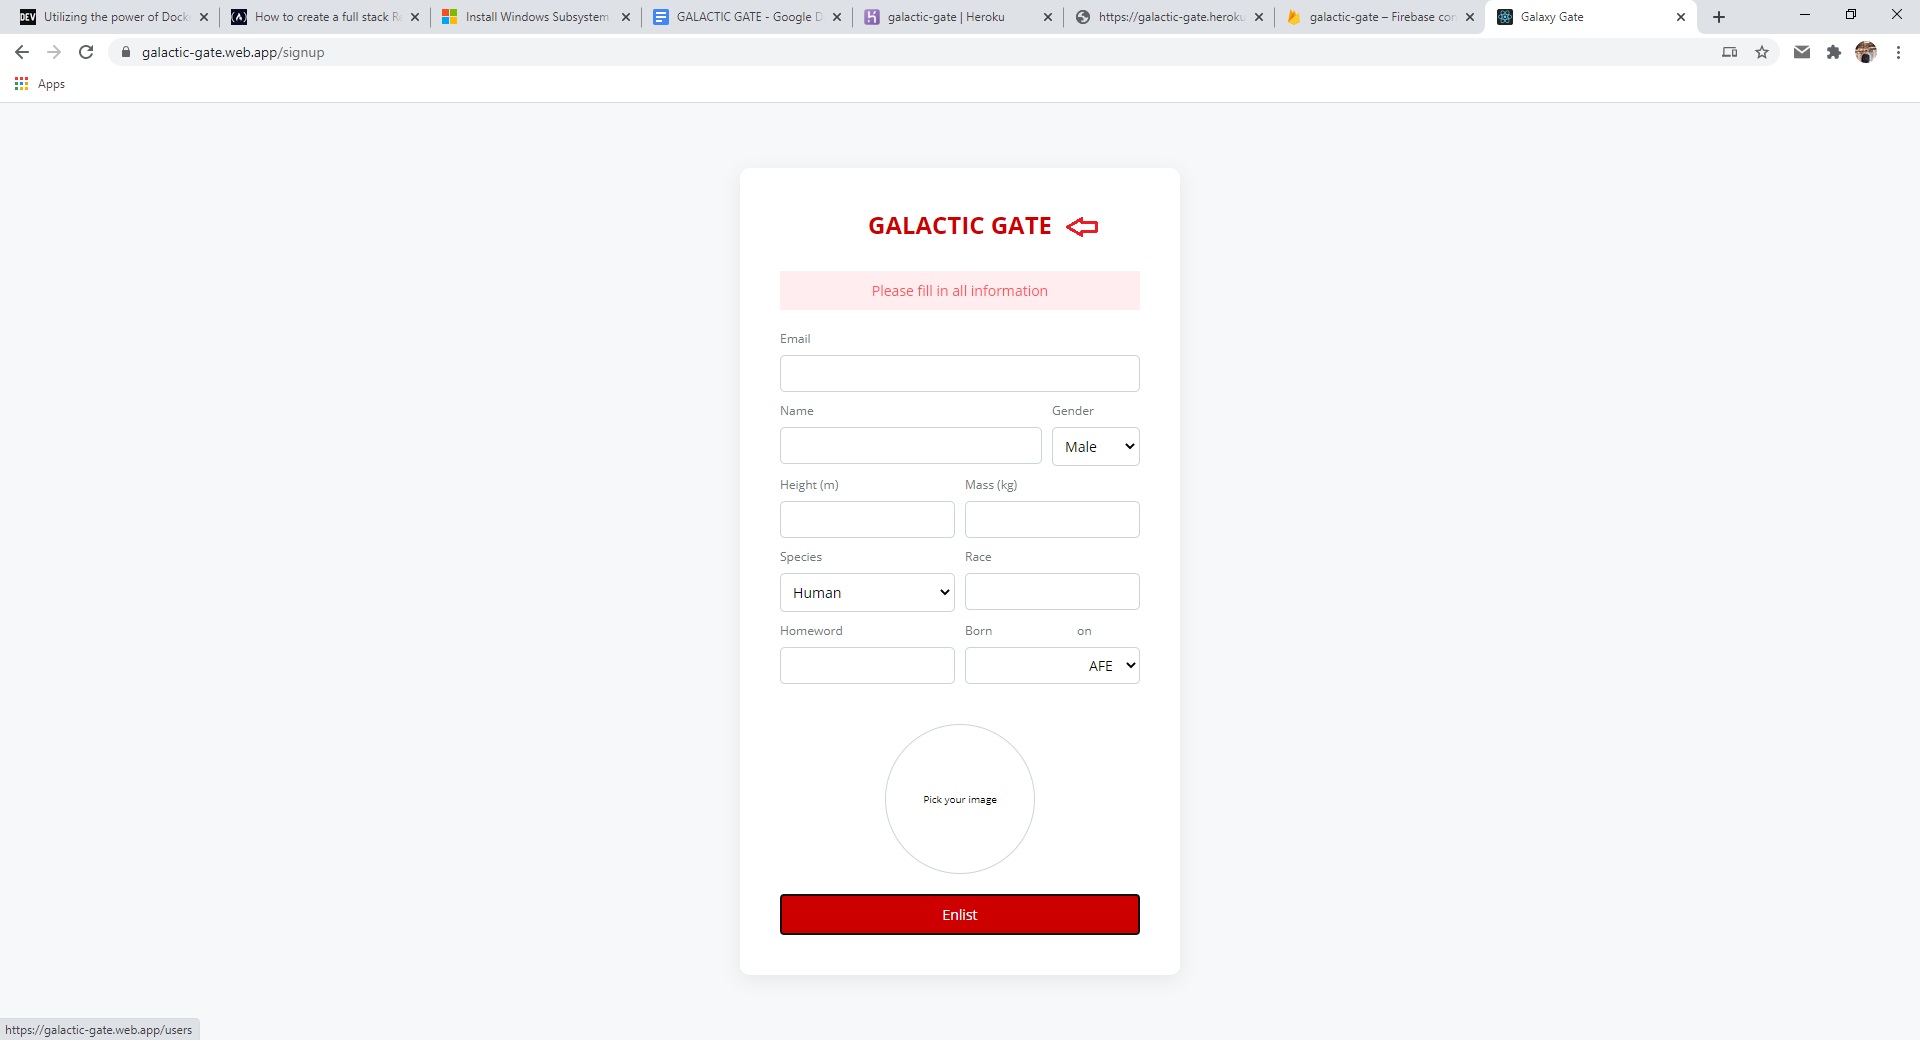 DEV Utilizing the power of Dock
How to create a full stack R
Install Windows Subsystem
GALACTIC GATE - Google D
galactic-gate | Heroku
https://galactic-gate.heroku
galactic-gate – Firebase con
Galaxy Gate
galactic-gate.web.app/signup
Apps
GALACTIC GATE
Please fill in all information
Email
Name Gender
Male
Height (m) Mass (kg)
Species Race
Human
Homeword Born on
AFE
Pick your image
Enlist
https://galactic-gate.web.app/users